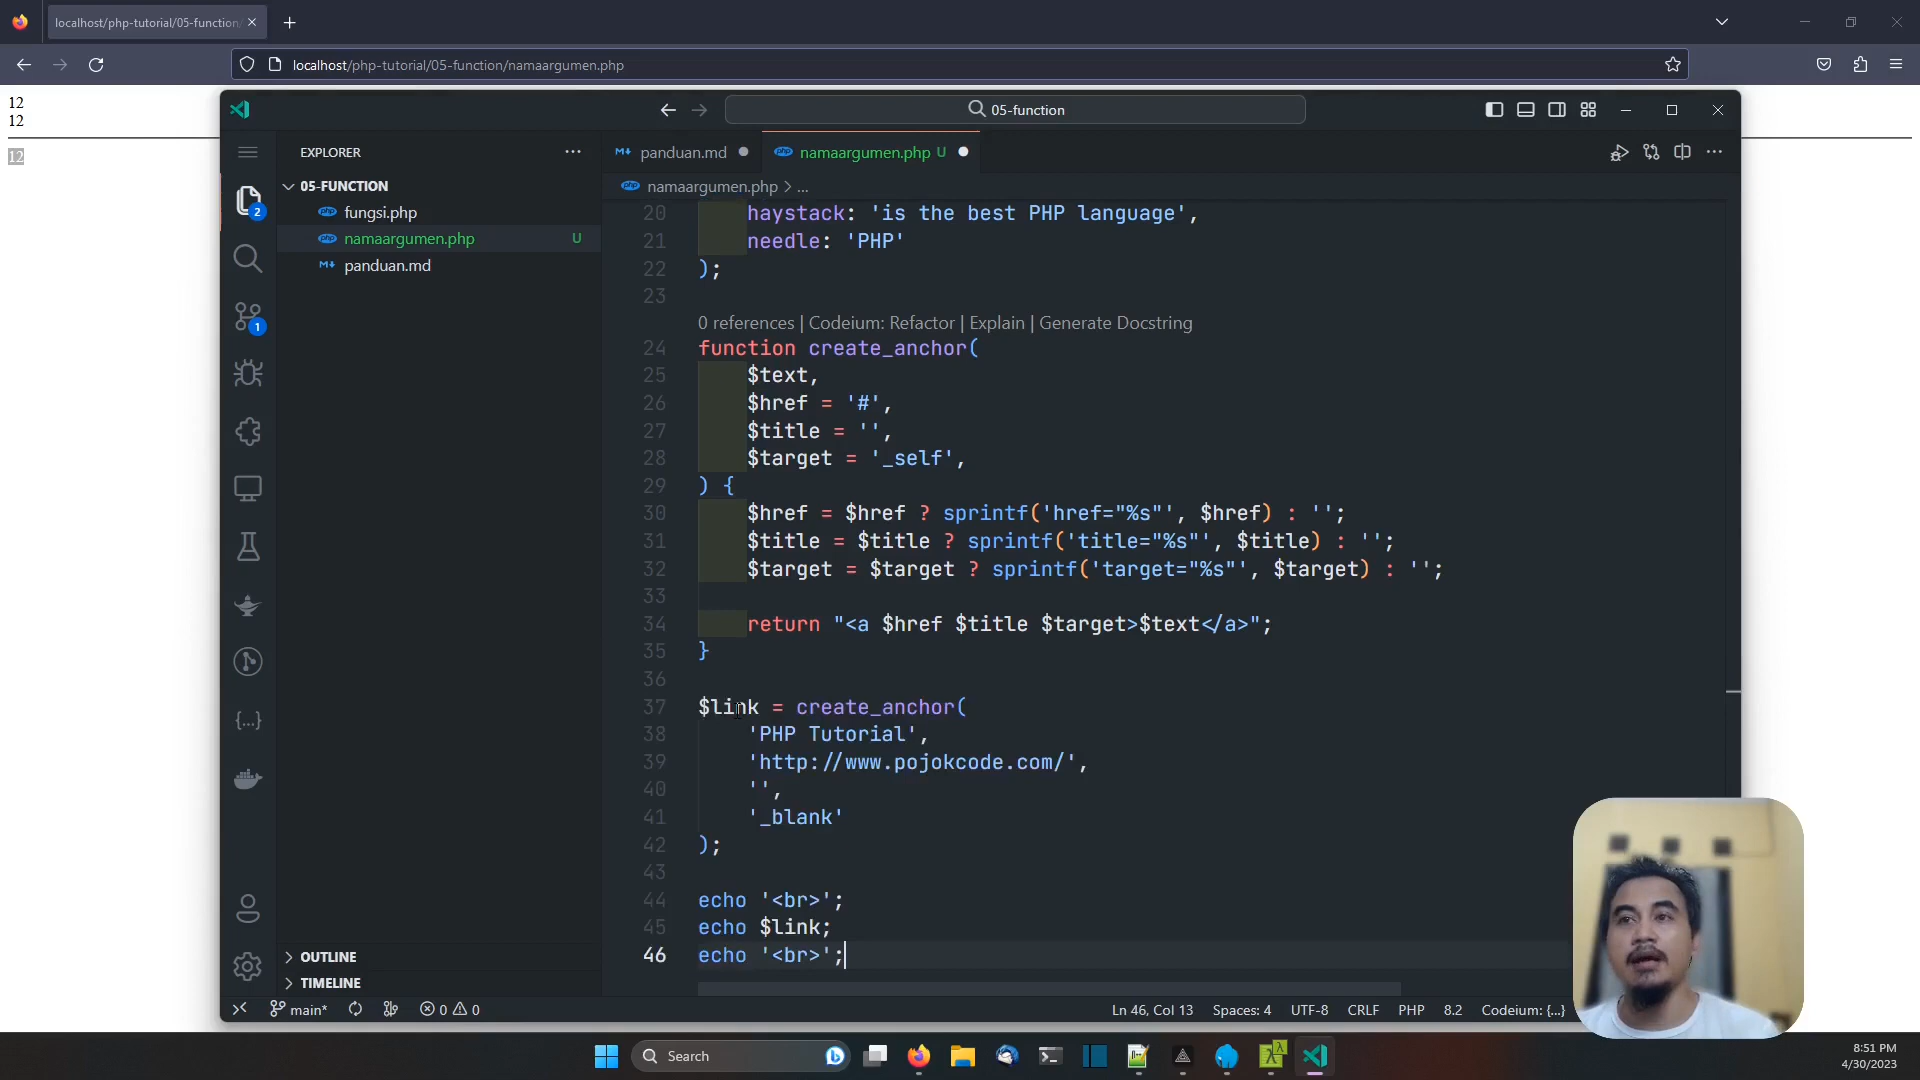 localhost/php-tutorial/05-function/
localhost/php-tutorial/05-function/namaargumen.php
12
12
12
05-function
EXPLORER
panduan.md
namaargumen.php U
05-FUNCTION
namaargumen.php > ...
2
fungsi.php
namaargumen.php U
panduan.md
1
20 haystack: 'is the best PHP language',
21 needle: 'PHP'
22 );
23
0 references | Codeium: Refactor | Explain | Generate Docstring
24 function create_anchor(
25 $text,
26 $href = '#',
27 $title = '',
28 $target = '_self',
29 ) {
30 $href = $href ? sprintf('href="%s"', $href) : '';
31 $title = $title ? sprintf('title="%s"', $title) : '';
32 $target = $target ? sprintf('target="%s"', $target) : '';
33
34 return "<a $href $title $target>$text</a>";
35 }
36
37 $link = create_anchor(
38 'PHP Tutorial',
39 'http://www.pojokcode.com/',
40 '',
41 '_blank'
42 );
43
44 echo '<br>';
45 echo $link;
46 echo '<br>';
OUTLINE
TIMELINE
main* 0 0 Ln 46, Col 13 Spaces: 4 UTF-8 CRLF PHP 8.2 Codeium: {...}
Search
8:51 PM
4/30/2023